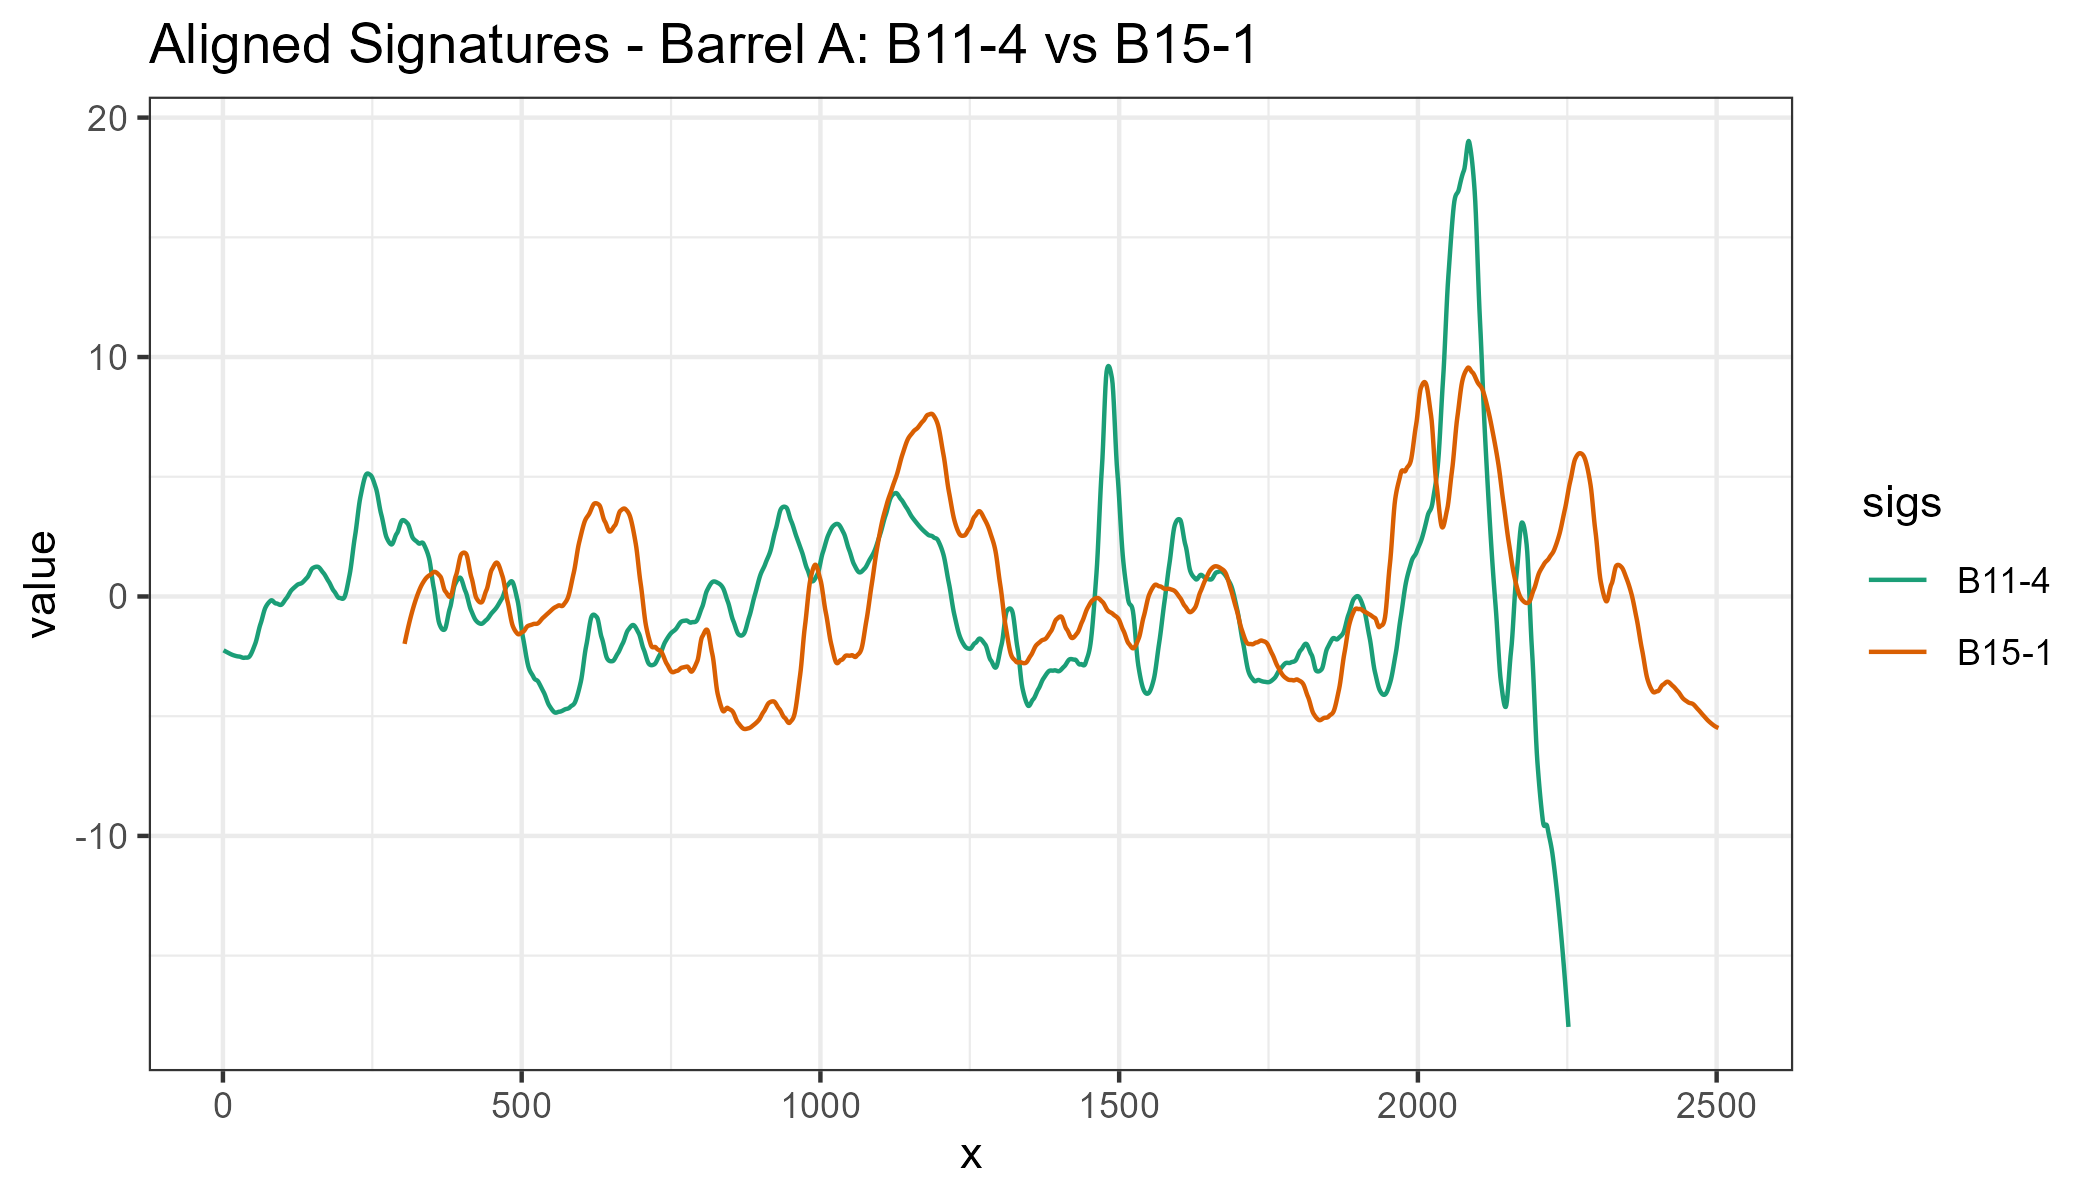 Aligned Signatures - Barrel A: B11-4 vs B15-1
20
10
0
-10
value
0 500 1000 1500 2000 2500
x
sigs
B11-4
B15-1